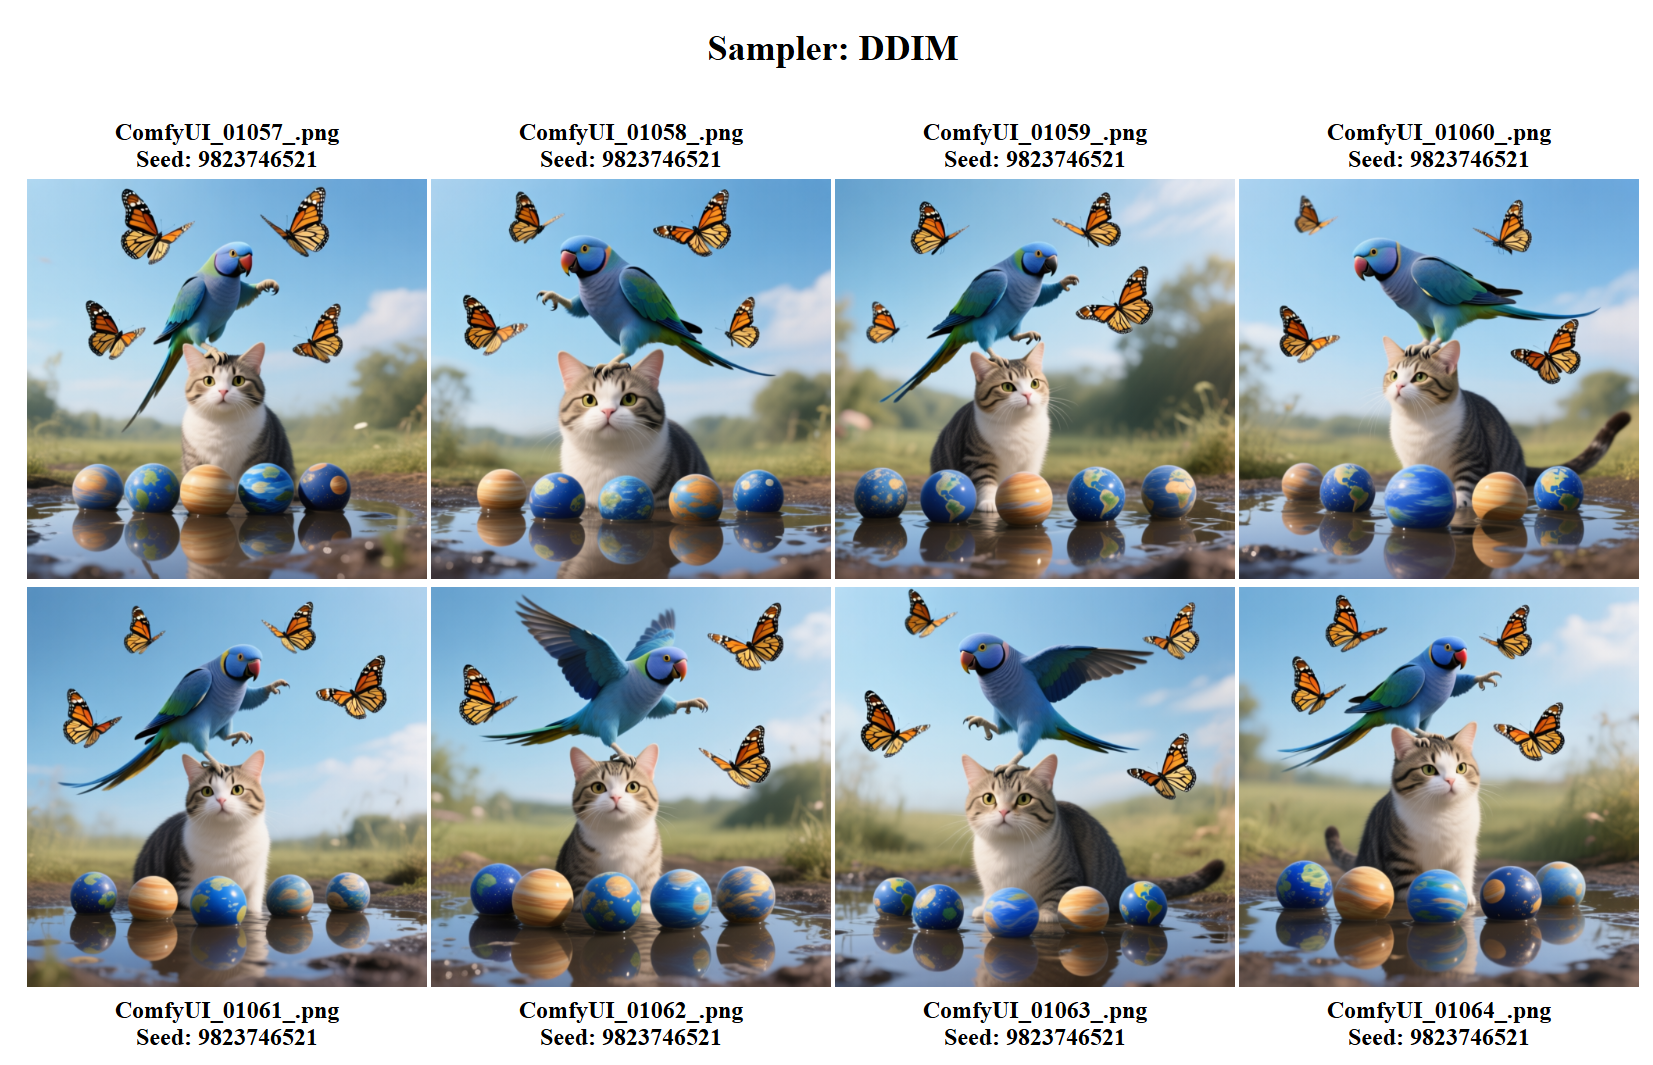 Sampler: DDIM
ComfyUI_01057_.png
Seed: 9823746521
ComfyUI_01058_.png
Seed: 9823746521
ComfyUI_01059_.png
Seed: 9823746521
ComfyUI_01060_.png
Seed: 9823746521
ComfyUI_01061_.png
Seed: 9823746521
ComfyUI_01062_.png
Seed: 9823746521
ComfyUI_01063_.png
Seed: 9823746521
ComfyUI_01064_.png
Seed: 9823746521